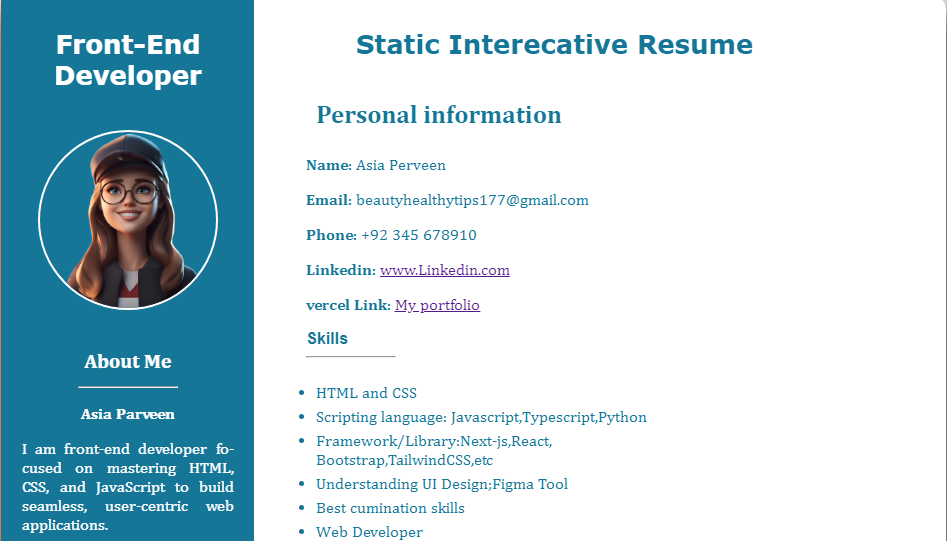 Front-End
Developer
About Me
Asia Parveen
I am front-end developer fo-
cused on mastering HTML,
CSS, and JavaScript to build
seamless, user-centric web
applications.
Static Interecative Resume
Personal information
Name: Asia Perveen
Email: beautyhealthytips177@gmail.com
Phone: +92 345 678910
Linkedin: www.Linkedin.com
vercel Link: My portfolio
Skills
HTML and CSS
Scripting language: Javascript,Typescript,Python
Framework/Library:Next-js,React,
Bootstrap,TailwindCSS,etc
Understanding UI Design;Figma Tool
Best cumination skills
Web Developer